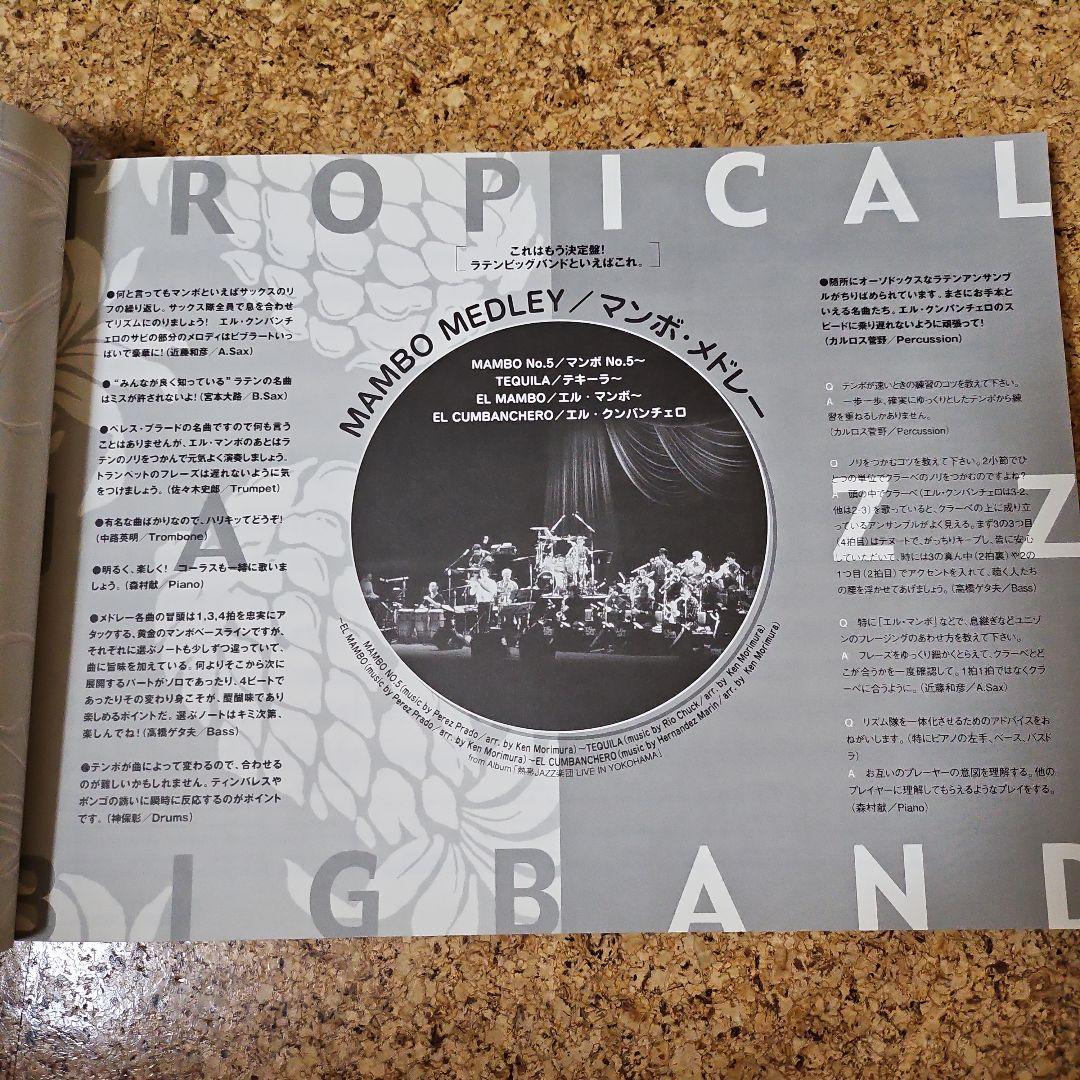 TROPICAL
JAZZ
BIG BAND
これはもう決定盤!
ラテンビッグバンドといえばこれ。
MAMBO MEDLEY/マンボ・メドレー
MAMBO No.5/マンボ No.5〜
TEQUILA/テキーラ〜
EL MAMBO/エル・マンボ〜
EL CUMBANCHERO/エル・クンバンチェロ
MAMBO NO.5(music by Perez Prado/arr. by Ken Morimura)〜TEQUILA(music by Rio Chuck/arr. by Ken Morimura)
〜EL MAMBO(music by Perez Prado/arr. by Ken Morimura)〜EL CUMBANCHERO(music by Hernandez Marin/arr. by Ken Morimura)
from Album「熱帯JAZZ楽団 LIVE IN YOKOHAMA」
●何と言ってもマンボといえばサックスのリ
フの繰り返し。サックス隊全員で息を合わせ
てリズムにのりましょう! エル・クンバンチ
ェロのサビの部分のメロディはビブラートいっ
ぱいで豪華に!(近藤和彦/A.Sax)
●“みんなが良く知っている”ラテンの名曲
はミスが許されないよ!(宮本大路/B.Sax)
●ペレス・プラードの名曲ですので何も言う
ことはありませんが、エル・マンボのあとはラ
テンのノリをつかんで元気よく演奏しましょう。
トランペットのフレーズは遅れないように気
をつけましょう。(佐々木史郎/Trumpet)
●有名な曲ばかりなので、ハリキッてどうぞ!
(中路英明/Trombone)
●明るく、楽しく! コーラスも一緒に歌いま
しょう。(森村献/Piano)
●メドレー各曲の冒頭は1,3,4拍を忠実にア
タックする、黄金のマンボベースラインですが、
それぞれに選ぶノートも少しずつ違っていて、
曲に旨味を加えている。何よりそこから次に
展開するパートがソロであったり、4ビートで
あったりその変わり身こそが、醍醐味であり
楽しめるポイントだ。選ぶノートはキミ次第、
楽しんでね!(高橋ゲタ夫/Bass)
●テンポが曲によって変わるので、合わせる
のが難しいかもしれません。ティンバレスや
ボンゴの誘いに瞬時に反応するのがポイント
です。(神保彰/Drums)
●随所にオーソドックスなラテンアンサンブ
ルがちりばめられています。まさにお手本と
いえる名曲たち。エル・クンバンチェロのス
ピードに乗り遅れないように頑張って!
(カルロス菅野/Percussion)
Q テンポが速いときの練習のコツを教えて下さい。
A 一歩一歩、確実にゆっくりとしたテンポから練
習を重ねるしかありません。
(カルロス菅野/Percussion)
Q ノリをつかむコツを教えて下さい。2小節でひ
とつの単位でクラーベのノリをつかむのですよね?
A 頭の中でクラーベ(エル・クンバンチェロは3-2、
他は2-3)を歌っていると、クラーベの上に成り立
っているアンサンブルがよく見える。まず3の3つ目
(4拍目)はテヌートで、がっちりキープし、皆に安心
していただいて、時には3の真ん中(2拍裏)や2の
1つ目(2拍目)でアクセントを入れて、聴く人たち
の腰を浮かせてあげましょう。(高橋ゲタ夫/Bass)
Q 特に「エル・マンボ」などで、息継ぎなどユニゾ
ンのフレージングのあわせ方を教えて下さい。
A フレーズをゆっくり細かくとらえて、クラーベとど
こが合うかを一度確認して。1拍1拍ではなくクラ
ーベに合うように。(近藤和彦/A.Sax)
Q リズム隊を一体化させるためのアドバイスをお
ねがいします。(特にピアノの左手、ベース、バスド
ラ)
A お互いのプレーヤーの意図を理解する。他の
プレイヤーに理解してもらえるようなプレイをする。
(森村献/Piano)